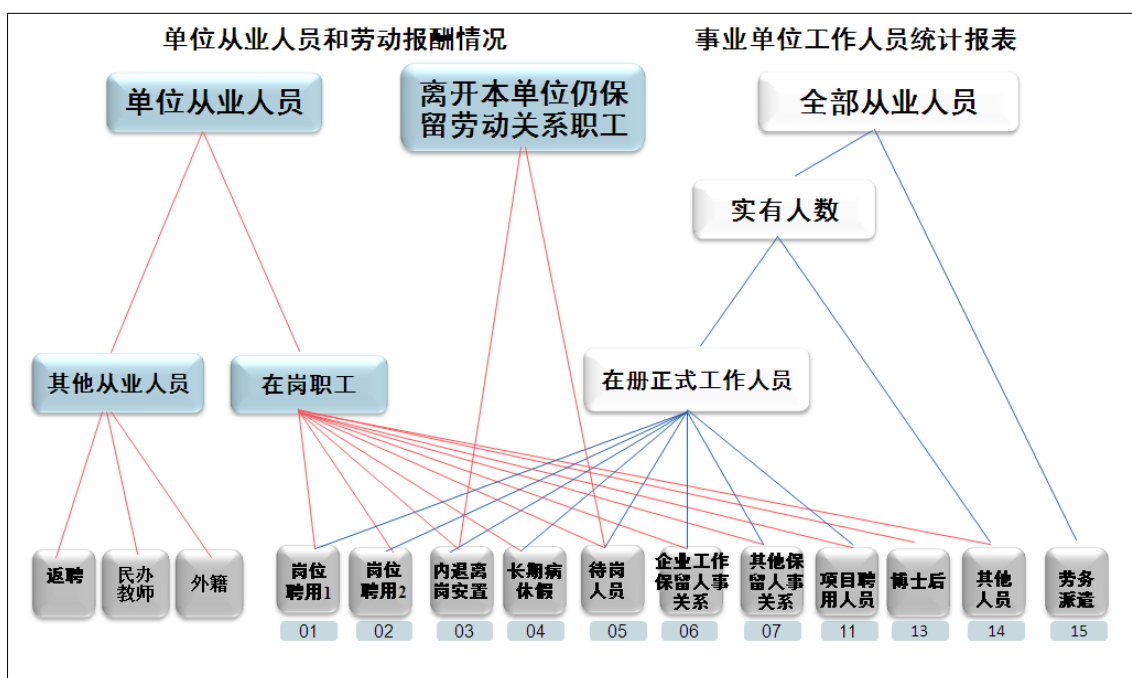 单位从业人员和劳动报酬情况
事业单位工作人员统计报表
单位从业人员
离开本单位仍保
留劳动关系职工
全部从业人员
实有人数
其他从业人员
在岗职工
在册正式工作人员
返聘
民办
教师
外籍
岗位
聘用1
岗位
聘用2
内退离
岗安置
长期病
休假
待岗
人员
企业工作
保留人事
关系
其他保
留人事
关系
项目聘
用人员
博士后
其他
人员
劳务
派遣
01
02
03
04
05
06
07
11
13
14
15